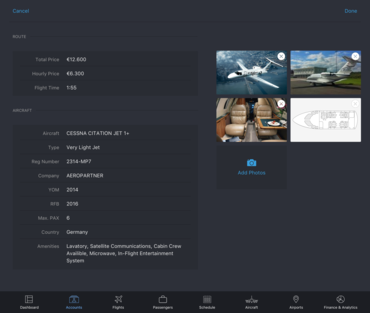 Cancel
Done
ROUTE
Total Price €12.600
Hourly Price €6.300
Flight Time 1:55
AIRCRAFT
Aircraft CESSNA CITATION JET 1+
Type Very Light Jet
Reg Number 2314-MP7
Company AEROPARTNER
YOM 2014
RFB 2016
Max. PAX 8
Country Germany
Amenities Lavatory, Satellite Communications, Cabin Crew
Availible, Microwave, In-Flight Entertainment
System
Add Photos
Dashboard
Accounts
Flights
Passengers
Schedule
Aircraft
Airports
Finance & Analytics